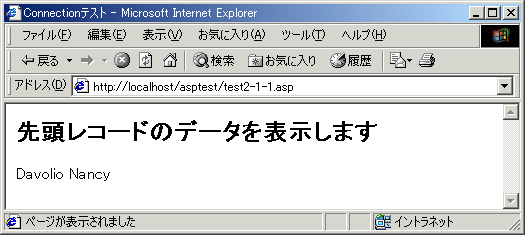 Connectionテスト - Microsoft Internet Explorer
ファイル(F) 編集(E) 表示(V) お気に入り(A) ツール(T) ヘルプ(H)
戻る 検索 お気に入り 履歴
アドレス(D) http://localhost/asptest/test2-1-1.asp
先頭レコードのデータを表示します
Davolio Nancy
ページが表示されました イントラネット